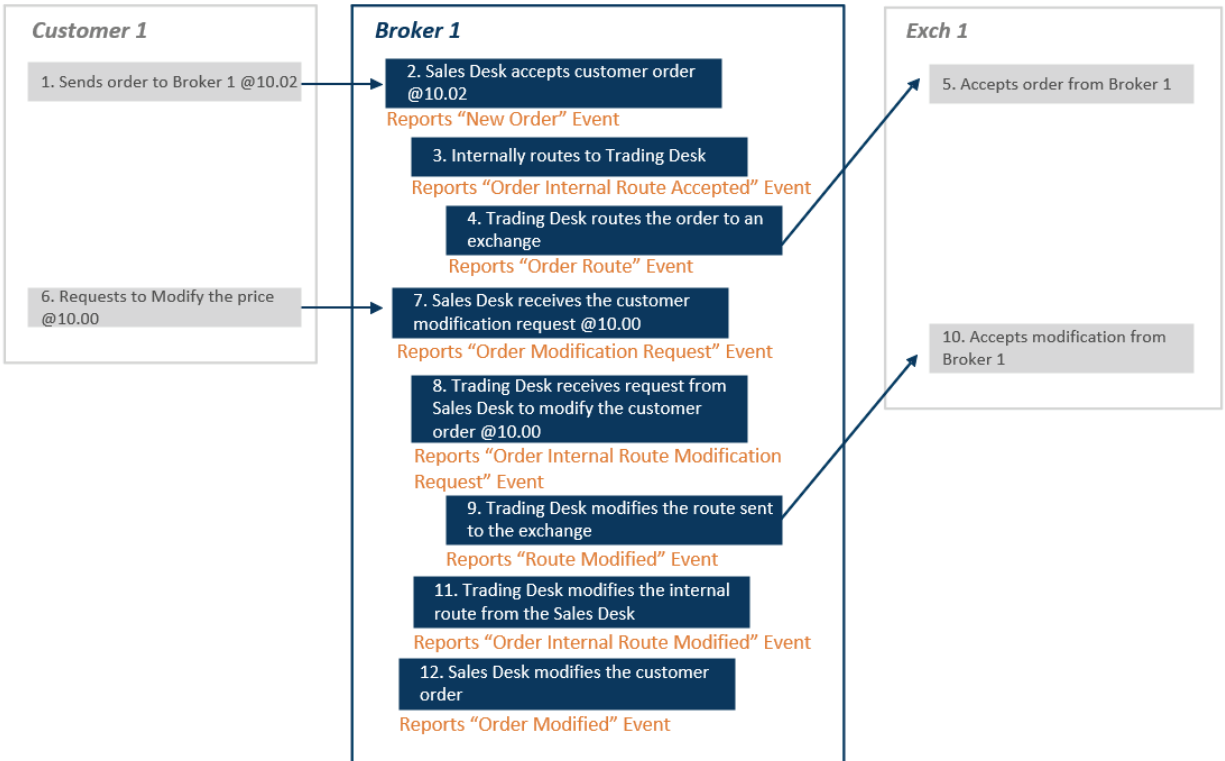 Customer 1
1. Sends order to Broker 1 @10.02
6. Requests to Modify the price
@10.00
Broker 1
2. Sales Desk accepts customer order
@10.02
Reports “New Order” Event
3. Internally routes to Trading Desk
Reports “Order Internal Route Accepted” Event
4. Trading Desk routes the order to an
exchange
Reports “Order Route” Event
7. Sales Desk receives the customer
modification request @10.00
Reports “Order Modification Request” Event
8. Trading Desk receives request from
Sales Desk to modify the customer
order @10.00
Reports “Order Internal Route Modification
Request” Event
9. Trading Desk modifies the route sent
to the exchange
Reports “Route Modified” Event
11. Trading Desk modifies the internal
route from the Sales Desk
Reports “Order Internal Route Modified” Event
12. Sales Desk modifies the customer
order
Reports “Order Modified” Event
Exch 1
5. Accepts order from Broker 1
10. Accepts modification from
Broker 1